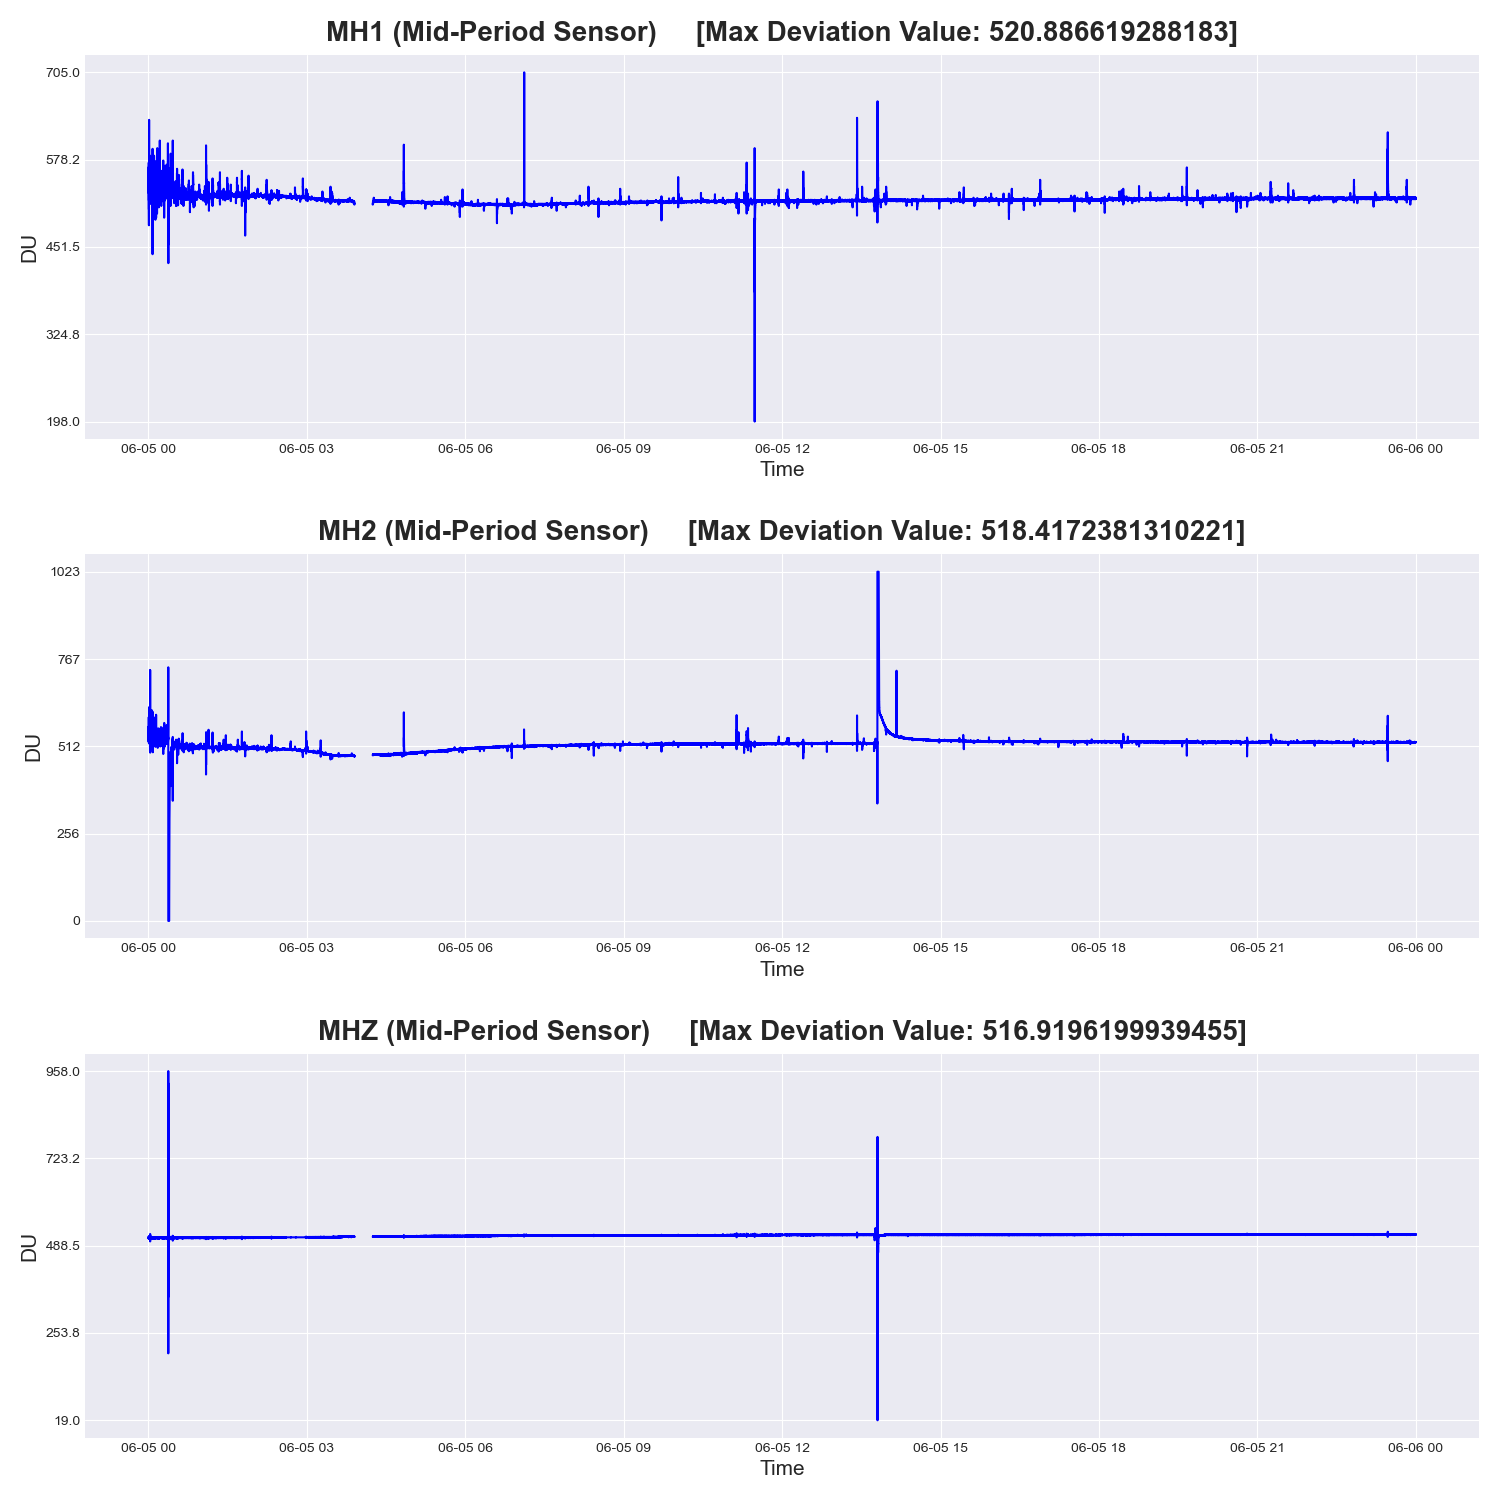 MH1 (Mid-Period Sensor) [Max Deviation Value: 520.886619288183]
705.0
578.2
451.5
324.8
198.0
DU
06-05 00 06-05 03 06-05 06 06-05 09 06-05 12 06-05 15 06-05 18 06-05 21 06-06 00
Time
MH2 (Mid-Period Sensor) [Max Deviation Value: 518.4172381310221]
1023
767
512
256
0
DU
06-05 00 06-05 03 06-05 06 06-05 09 06-05 12 06-05 15 06-05 18 06-05 21 06-06 00
Time
MHZ (Mid-Period Sensor) [Max Deviation Value: 516.9196199939455]
958.0
723.2
488.5
253.8
19.0
DU
06-05 00 06-05 03 06-05 06 06-05 09 06-05 12 06-05 15 06-05 18 06-05 21 06-06 00
Time